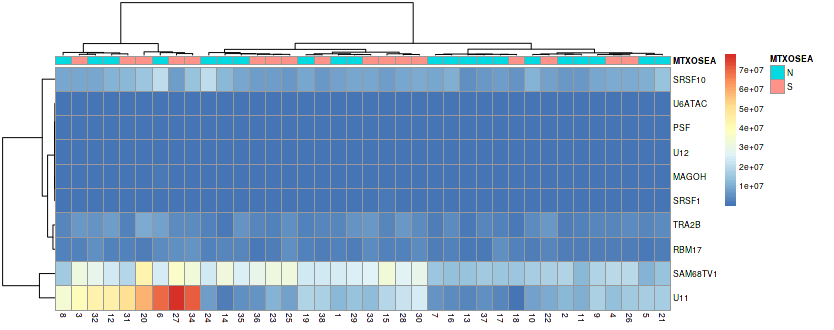 MTXOSEA
SRSF10
U6ATAC
PSF
U12
MAGOH
SRSF1
TRA2B
RBM17
SAM68TV1
U11
8 3 32 12 31 20 6 27 34 24 14 35 36 23 25 19 38 1 29 33 15 28 30 7 16 13 37 17 18 10 22 2 11 9 4 26 5 21
7e+07
6e+07
5e+07
4e+07
3e+07
2e+07
1e+07
MTXOSEA
N
S